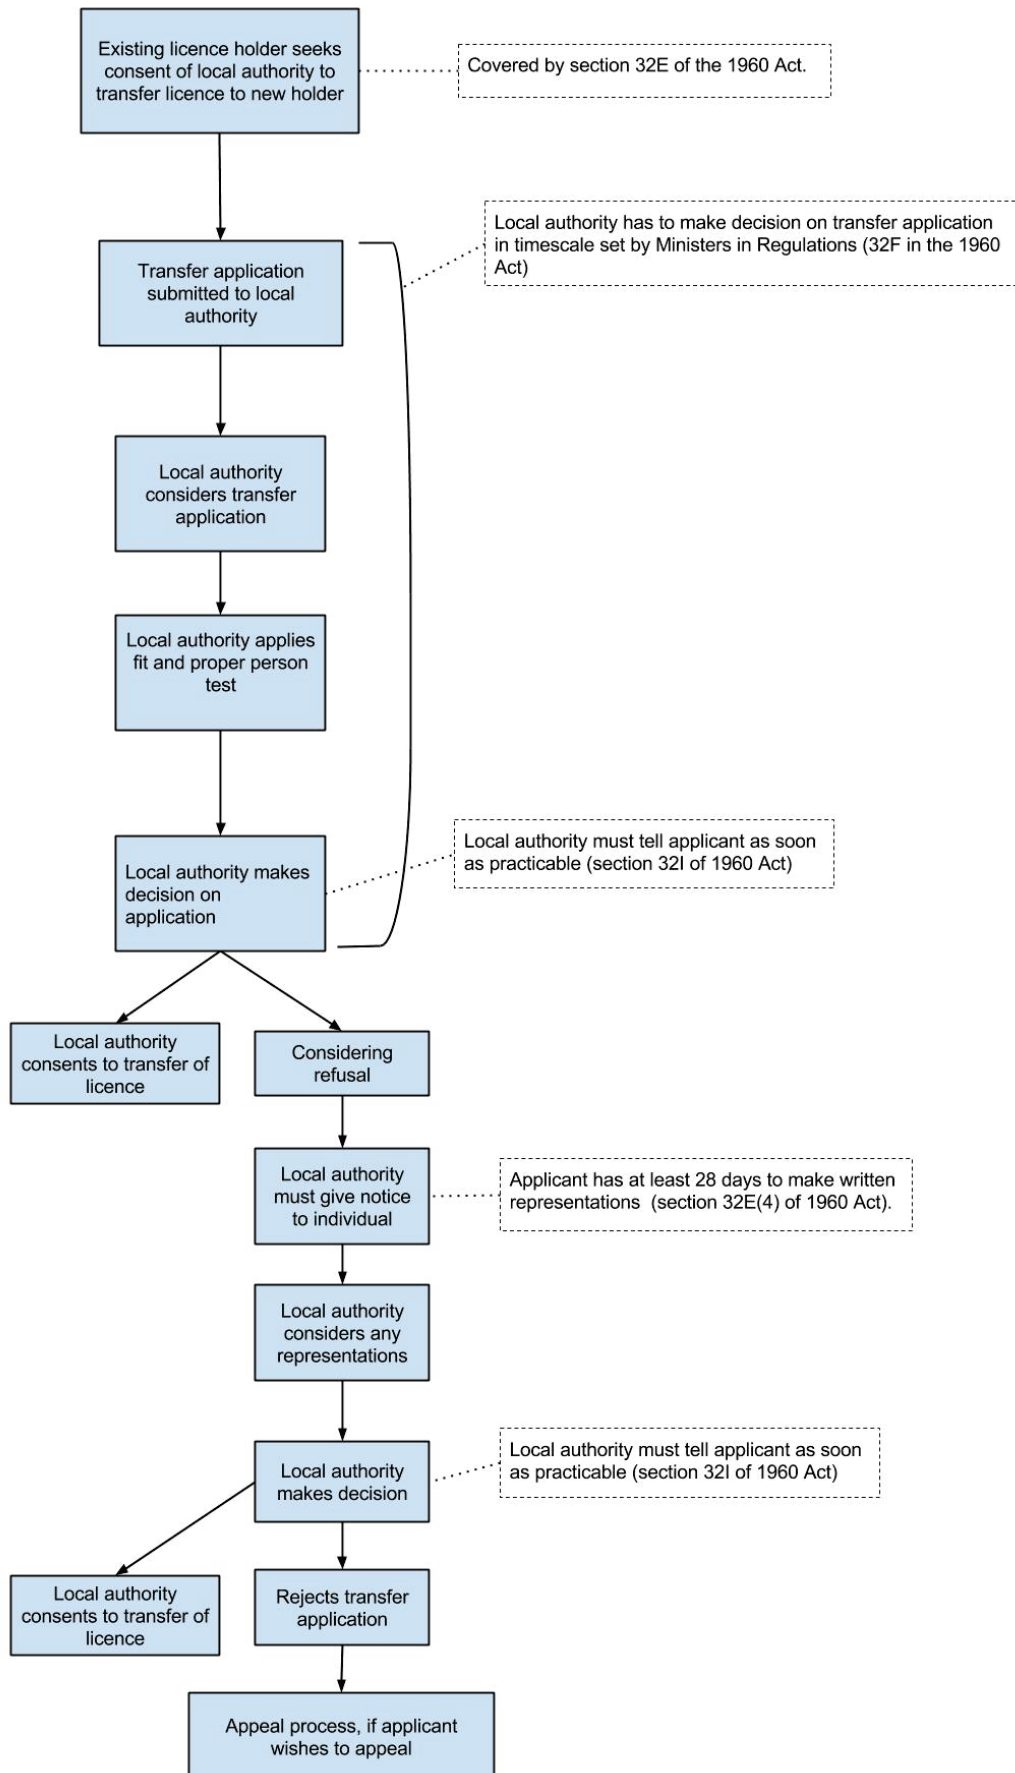 Existing licence holder seeks
consent of local authority to
transfer licence to new holder
Covered by section 32E of the 1960 Act.
Local authority has to make decision on transfer application
in timescale set by Ministers in Regulations (32F in the 1960
Act)
Transfer application
submitted to local
authority
Local authority
considers transfer
application
Local authority applies
fit and proper person
test
Local authority must tell applicant as soon
as practicable (section 32I of 1960 Act)
Local authority makes
decision on
application
Local authority
consents to transfer of
licence
Considering
refusal
Local authority
must give notice
to individual
Applicant has at least 28 days to make written
representations  (section 32E(4) of 1960 Act).
Local authority
considers any
representations
Local authority must tell applicant as soon
as practicable (section 32I of 1960 Act)
Local authority
makes decision
Local authority
consents to transfer of
licence
Rejects transfer
application
Appeal process, if applicant
wishes to appeal